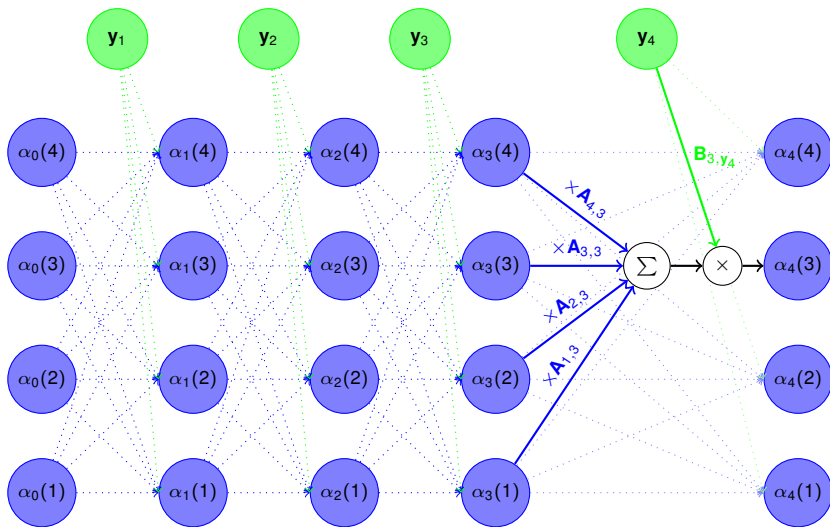 y₁ y₂ y₃ y₄
α₀(4) α₁(4) α₂(4) α₃(4) α₄(4)
B₃,y₄
×A₄,₃
α₀(3) α₁(3) α₂(3) α₃(3) ×A₃,₃ ∑ × α₄(3)
×A₂,₃
α₀(2) α₁(2) α₂(2) α₃(2) ×A₁,₃ α₄(2)
α₀(1) α₁(1) α₂(1) α₃(1) α₄(1)